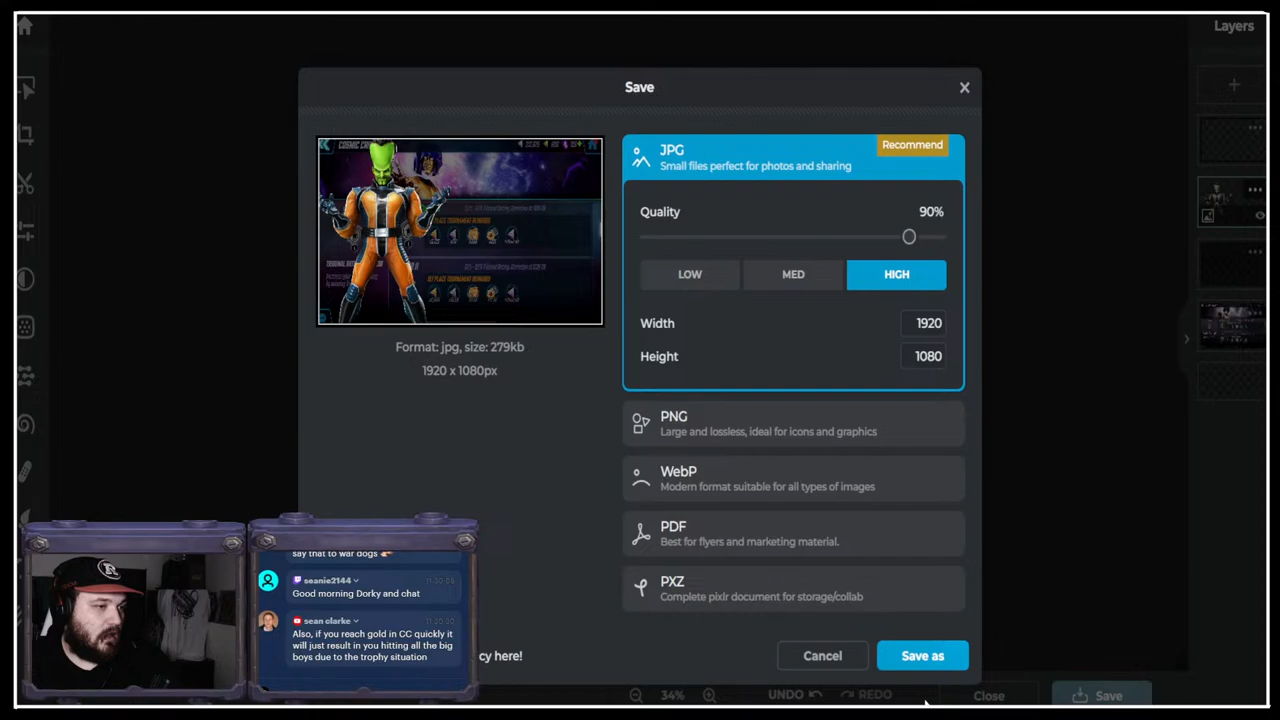 Layers
Save
JPG
Recommend
Small files perfect for photos and sharing
Quality
90%
LOW
MED
HIGH
Width
1920
Height
1080
Format: jpg, size: 279kb
1920 x 1080px
PNG
Large and lossless, ideal for icons and graphics
WebP
Modern format suitable for all types of images
PDF
Best for flyers and marketing material.
PXZ
Complete pixlr document for storage/collab
say that to war dogs
seanie2144
Good morning Dorky and chat
sean clarke
Also, if you reach gold in CC quickly it
will just result in you hitting all the big
boys due to the trophy situation
cy here!
Cancel
Save as
34%
UNDO
REDO
Close
Save